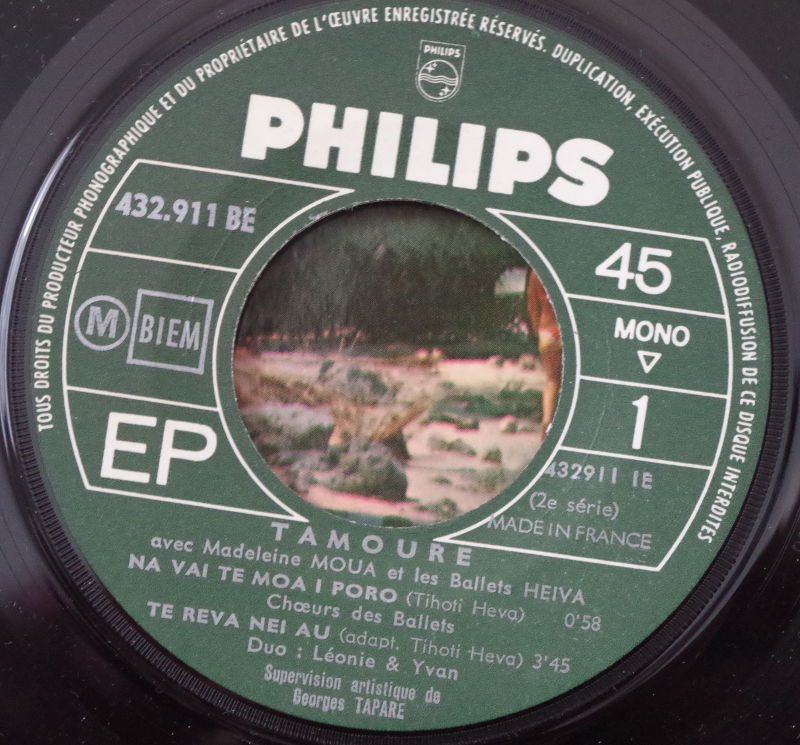 TOUS DROITS DU PRODUCTEUR PHONOGRAPHIQUE ET DU PROPRIÉTAIRE DE L'ŒUVRE ENREGISTRÉE RÉSERVÉS. DUPLICATION, EXÉCUTION PUBLIQUE, RADIODIFFUSION DE CE DISQUE INTERDITES
PHILIPS
PHILIPS
432.911 BE
M BIEM
EP
45
MONO
1
432911 1E
(2e série)
MADE IN FRANCE
TAMOURE
avec Madeleine MOUA et les Ballets HEIVA
NA VAI TE MOA I PORO (Tihoti Heva) 0'58
Chœurs des Ballets
TE REVA NEI AU (adapt. Tihoti Heva) 3'45
Duo : Léonie & Yvan
Supervision artistique de
Georges TAPARE